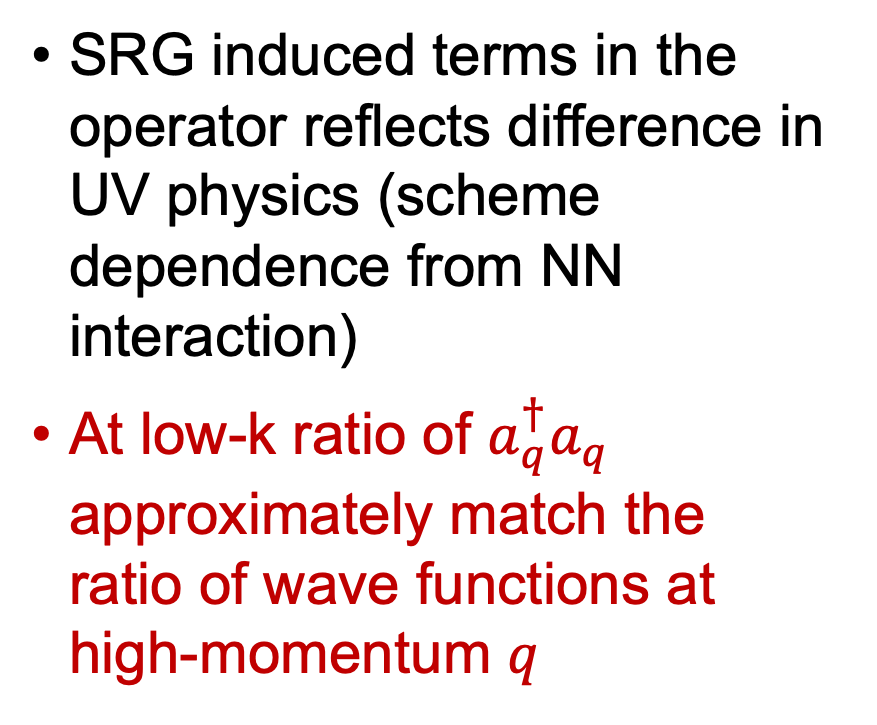 • SRG induced terms in the
operator reflects difference in
UV physics (scheme
dependence from NN
interaction)
• At low-k ratio of a†qaq
approximately match the
ratio of wave functions at
high-momentum q